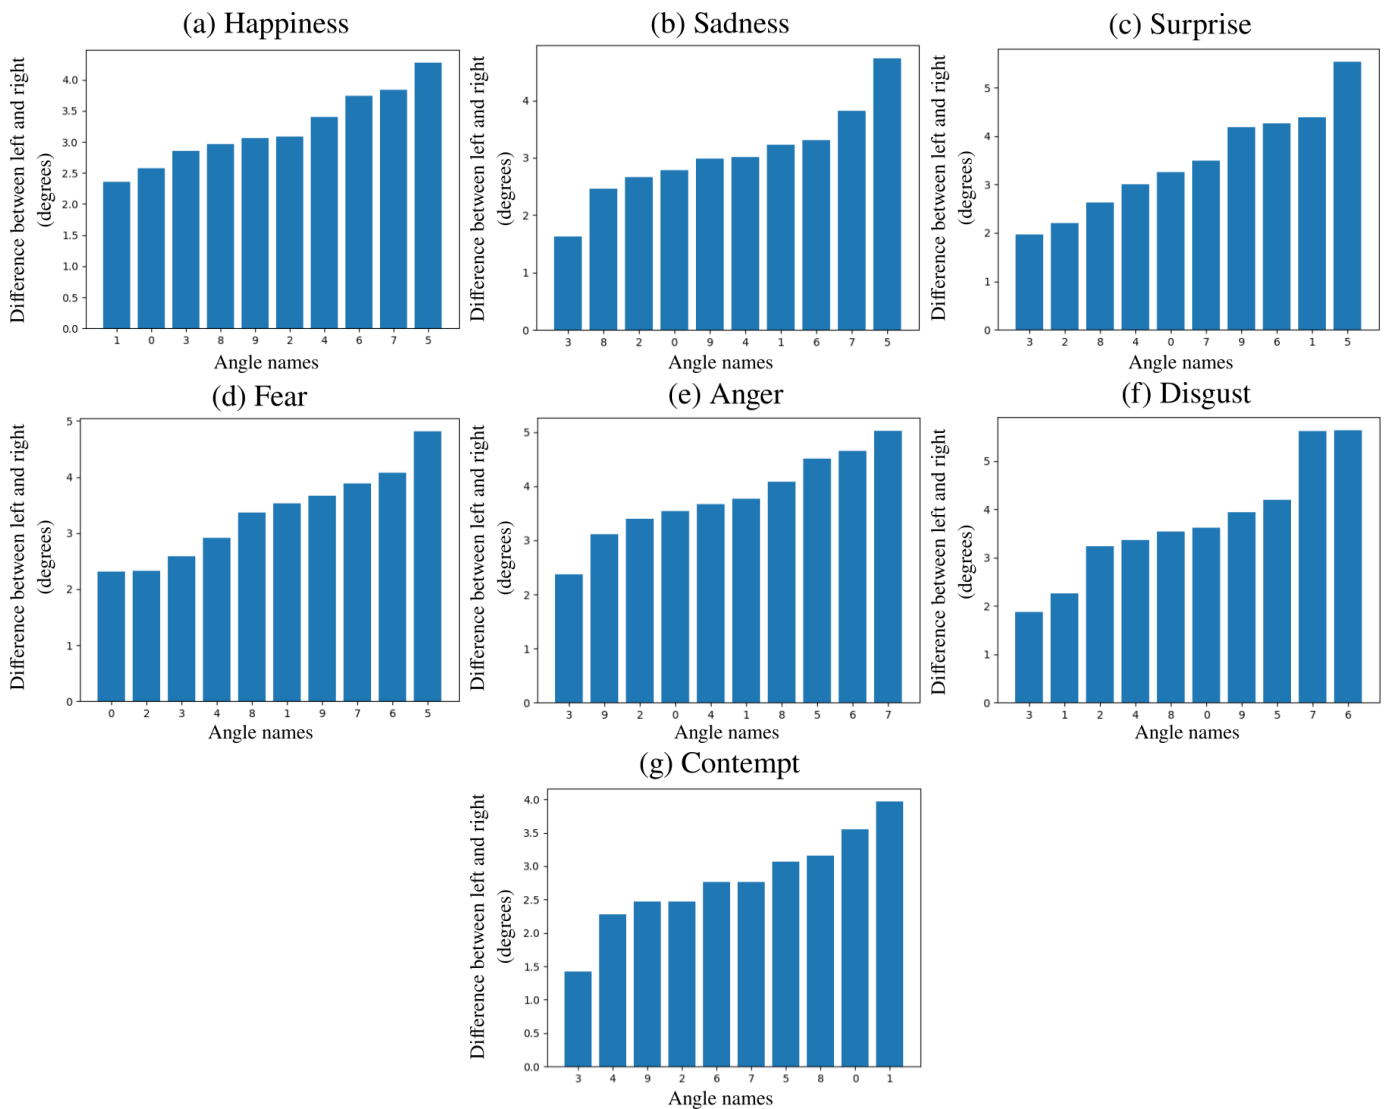 (a) Happiness
Difference between left and right
(degrees)
4.0
3.5
3.0
2.5
2.0
1.5
1.0
0.5
0.0
1 0 3 8 9 2 4 6 7 5
Angle names
(b) Sadness
Difference between left and right
(degrees)
4
3
2
1
0
3 8 2 0 9 4 1 6 7 5
Angle names
(c) Surprise
Difference between left and right
(degrees)
5
4
3
2
1
0
3 2 8 4 0 7 9 6 1 5
Angle names
(d) Fear
Difference between left and right
(degrees)
5
4
3
2
1
0
0 2 3 4 8 1 9 7 6 5
Angle names
(e) Anger
Difference between left and right
(degrees)
5
4
3
2
1
0
3 9 2 0 4 1 8 5 6 7
Angle names
(f) Disgust
Difference between left and right
(degrees)
5
4
3
2
1
0
3 1 2 4 8 0 9 5 7 6
Angle names
(g) Contempt
Difference between left and right
(degrees)
4.0
3.5
3.0
2.5
2.0
1.5
1.0
0.5
0.0
3 4 9 2 6 7 5 8 0 1
Angle names